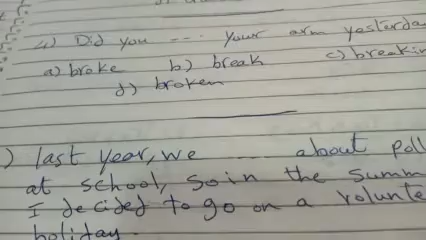 4) Did you --- your arm yesterda
a) broke b) break c) breakin
d) broken
) last year, we --- about poll
at school, so in the summ
I decided to go on a volunte
holiday.